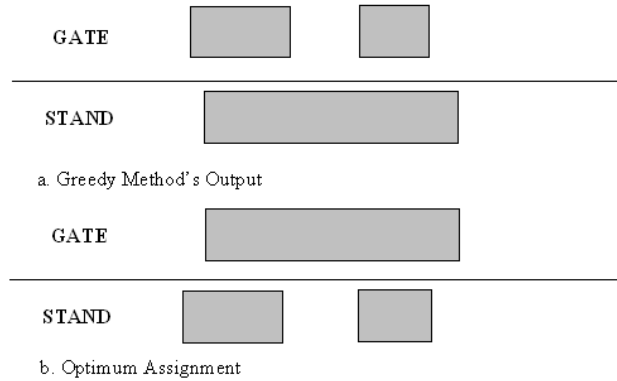 GATE
STAND
a. Greedy Method's Output
GATE
STAND
b. Optimum Assignment